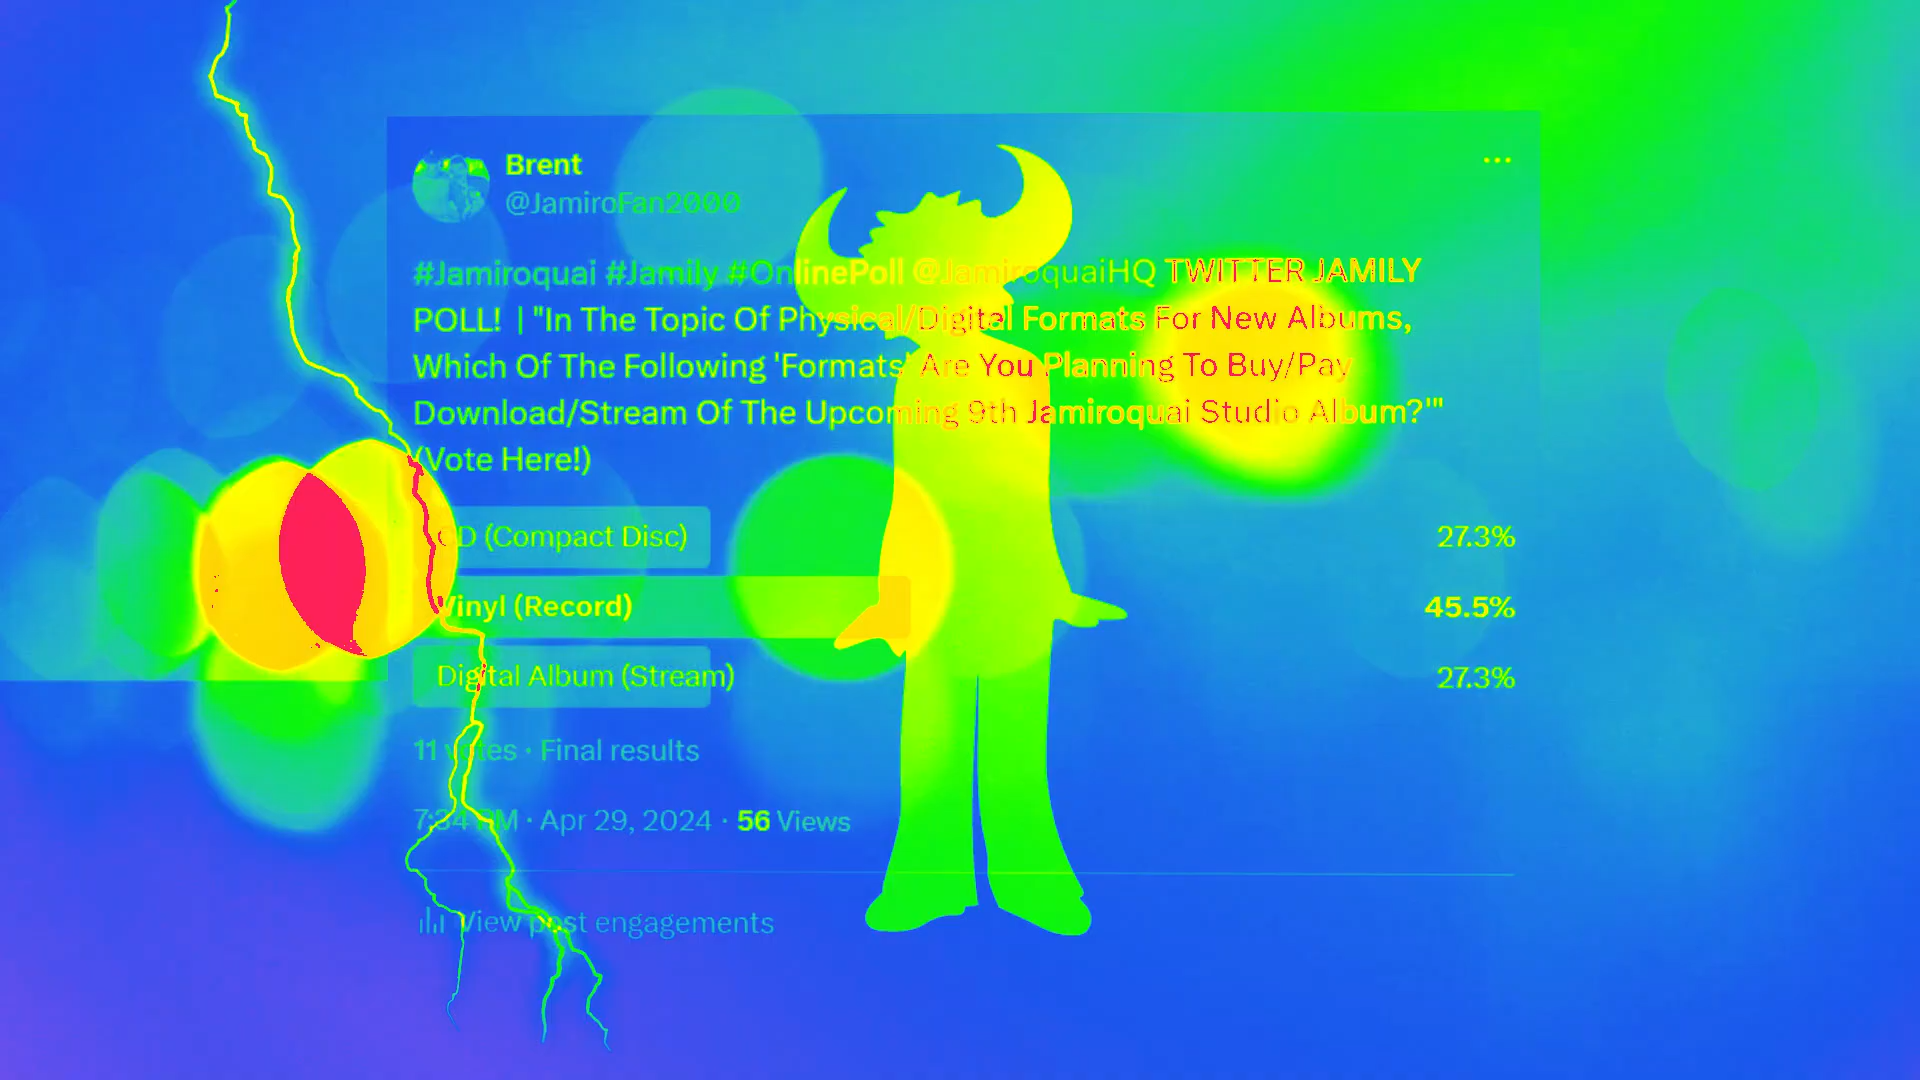 Brent
@JamiroFan2000
#Jamiroquai #Jamily #OnlinePoll @JamiroquaiHQ TWITTER JAMILY
POLL! | "In The Topic Of Physical/Digital Formats For New Albums,
Which Of The Following 'Formats' Are You Planning To Buy/Pay
Download/Stream Of The Upcoming 9th Jamiroquai Studio Album?'"
(Vote Here!)
CD (Compact Disc) 27.3%
Vinyl (Record) 45.5%
Digital Album (Stream) 27.3%
11 votes · Final results
7:34 PM · Apr 29, 2024 · 56 Views
View post engagements